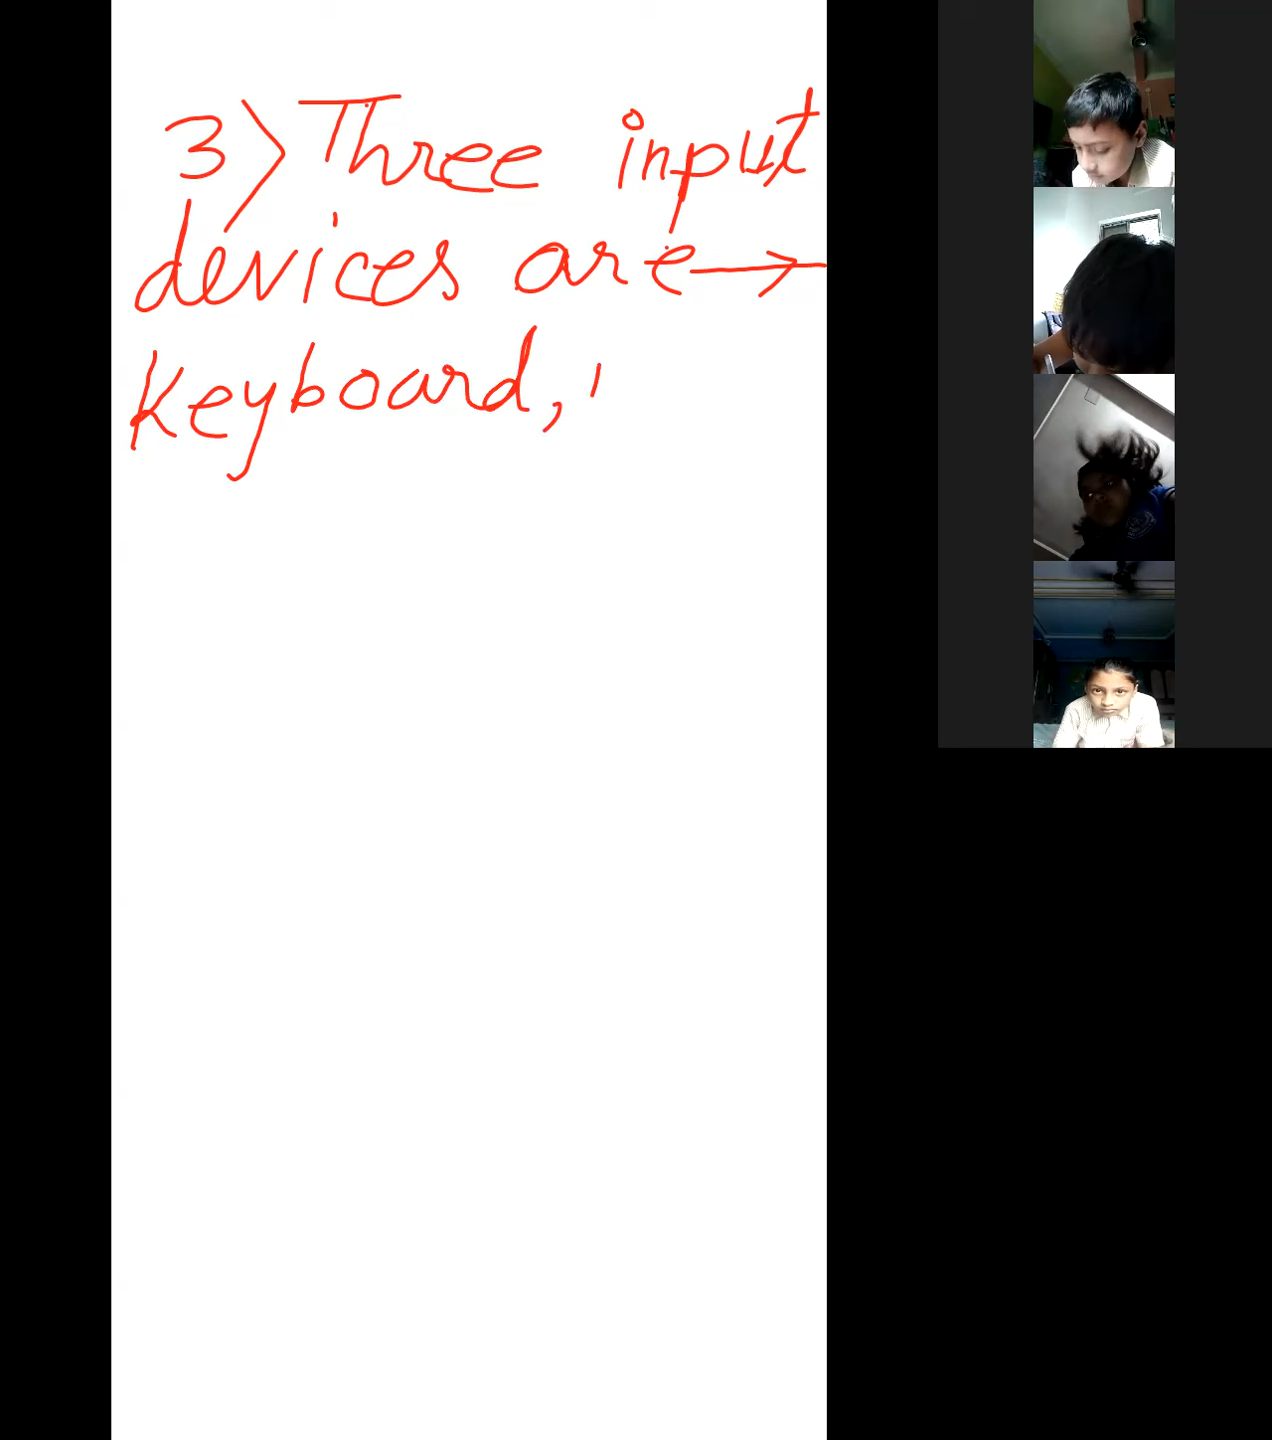 3) Three input
devices are→
keyboard,